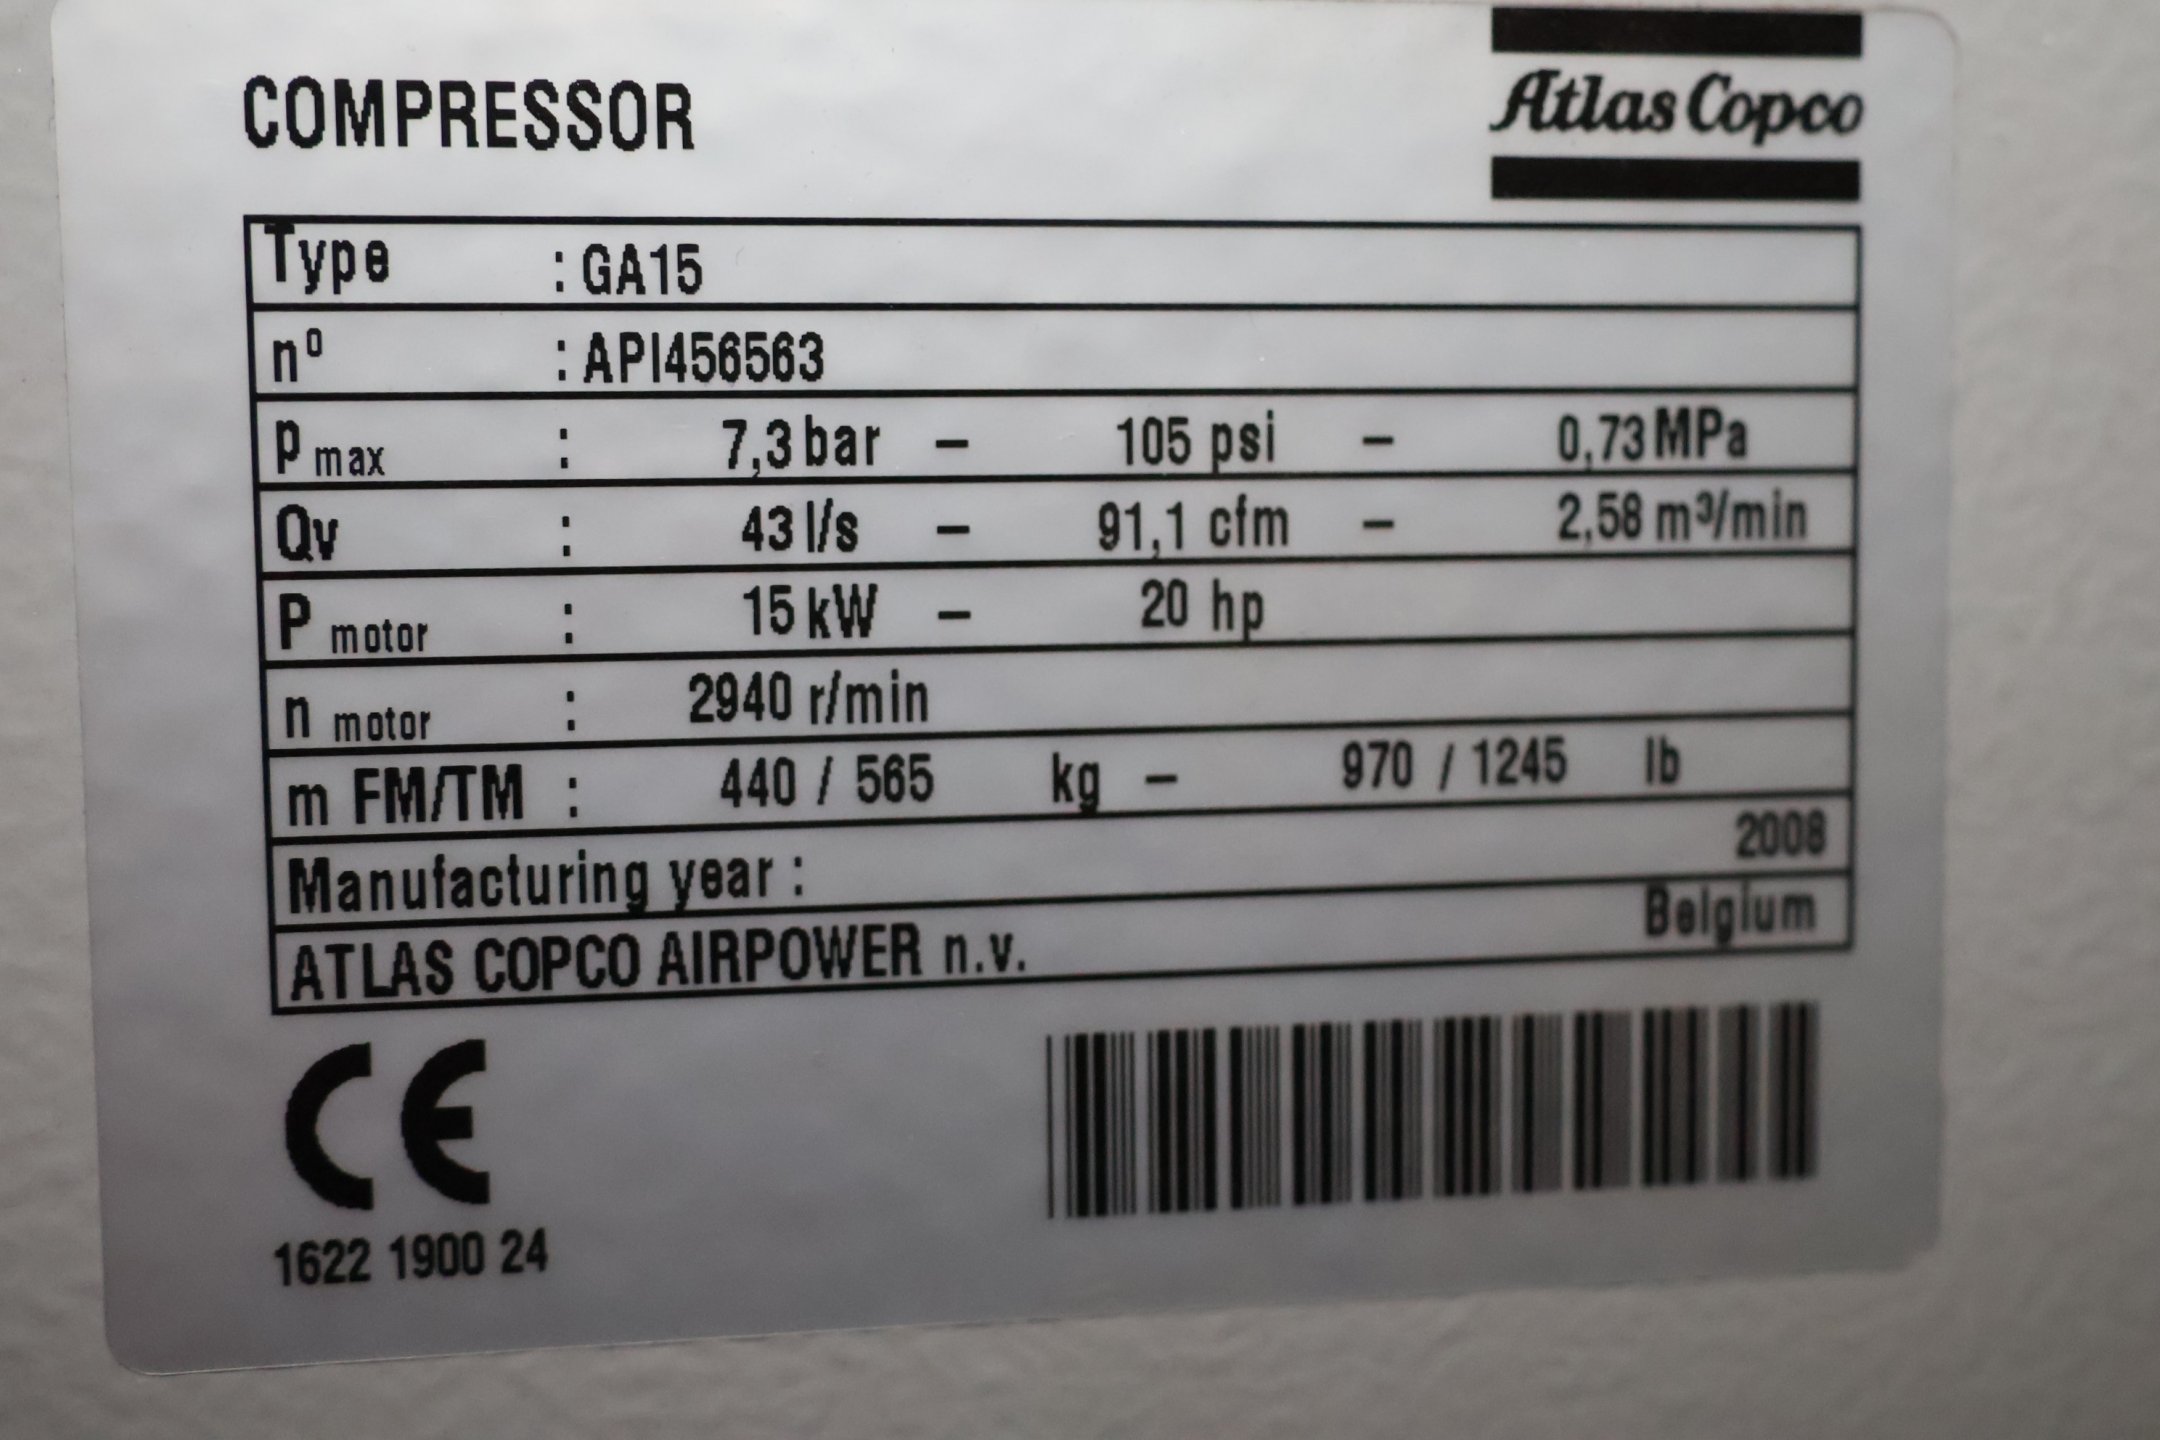 COMPRESSOR
Atlas Copco
Type : GA15
nº : API456563
P max : 7,3 bar – 105 psi – 0,73 MPa
Qv : 43 l/s – 91,1 cfm – 2,58 m³/min
P motor : 15 kW – 20 hp
n motor : 2940 r/min
m FM/TM : 440 / 565 kg – 970 / 1245 lb
Manufacturing year : 2008
ATLAS COPCO AIRPOWER n.v. Belgium
CE
1622 1900 24